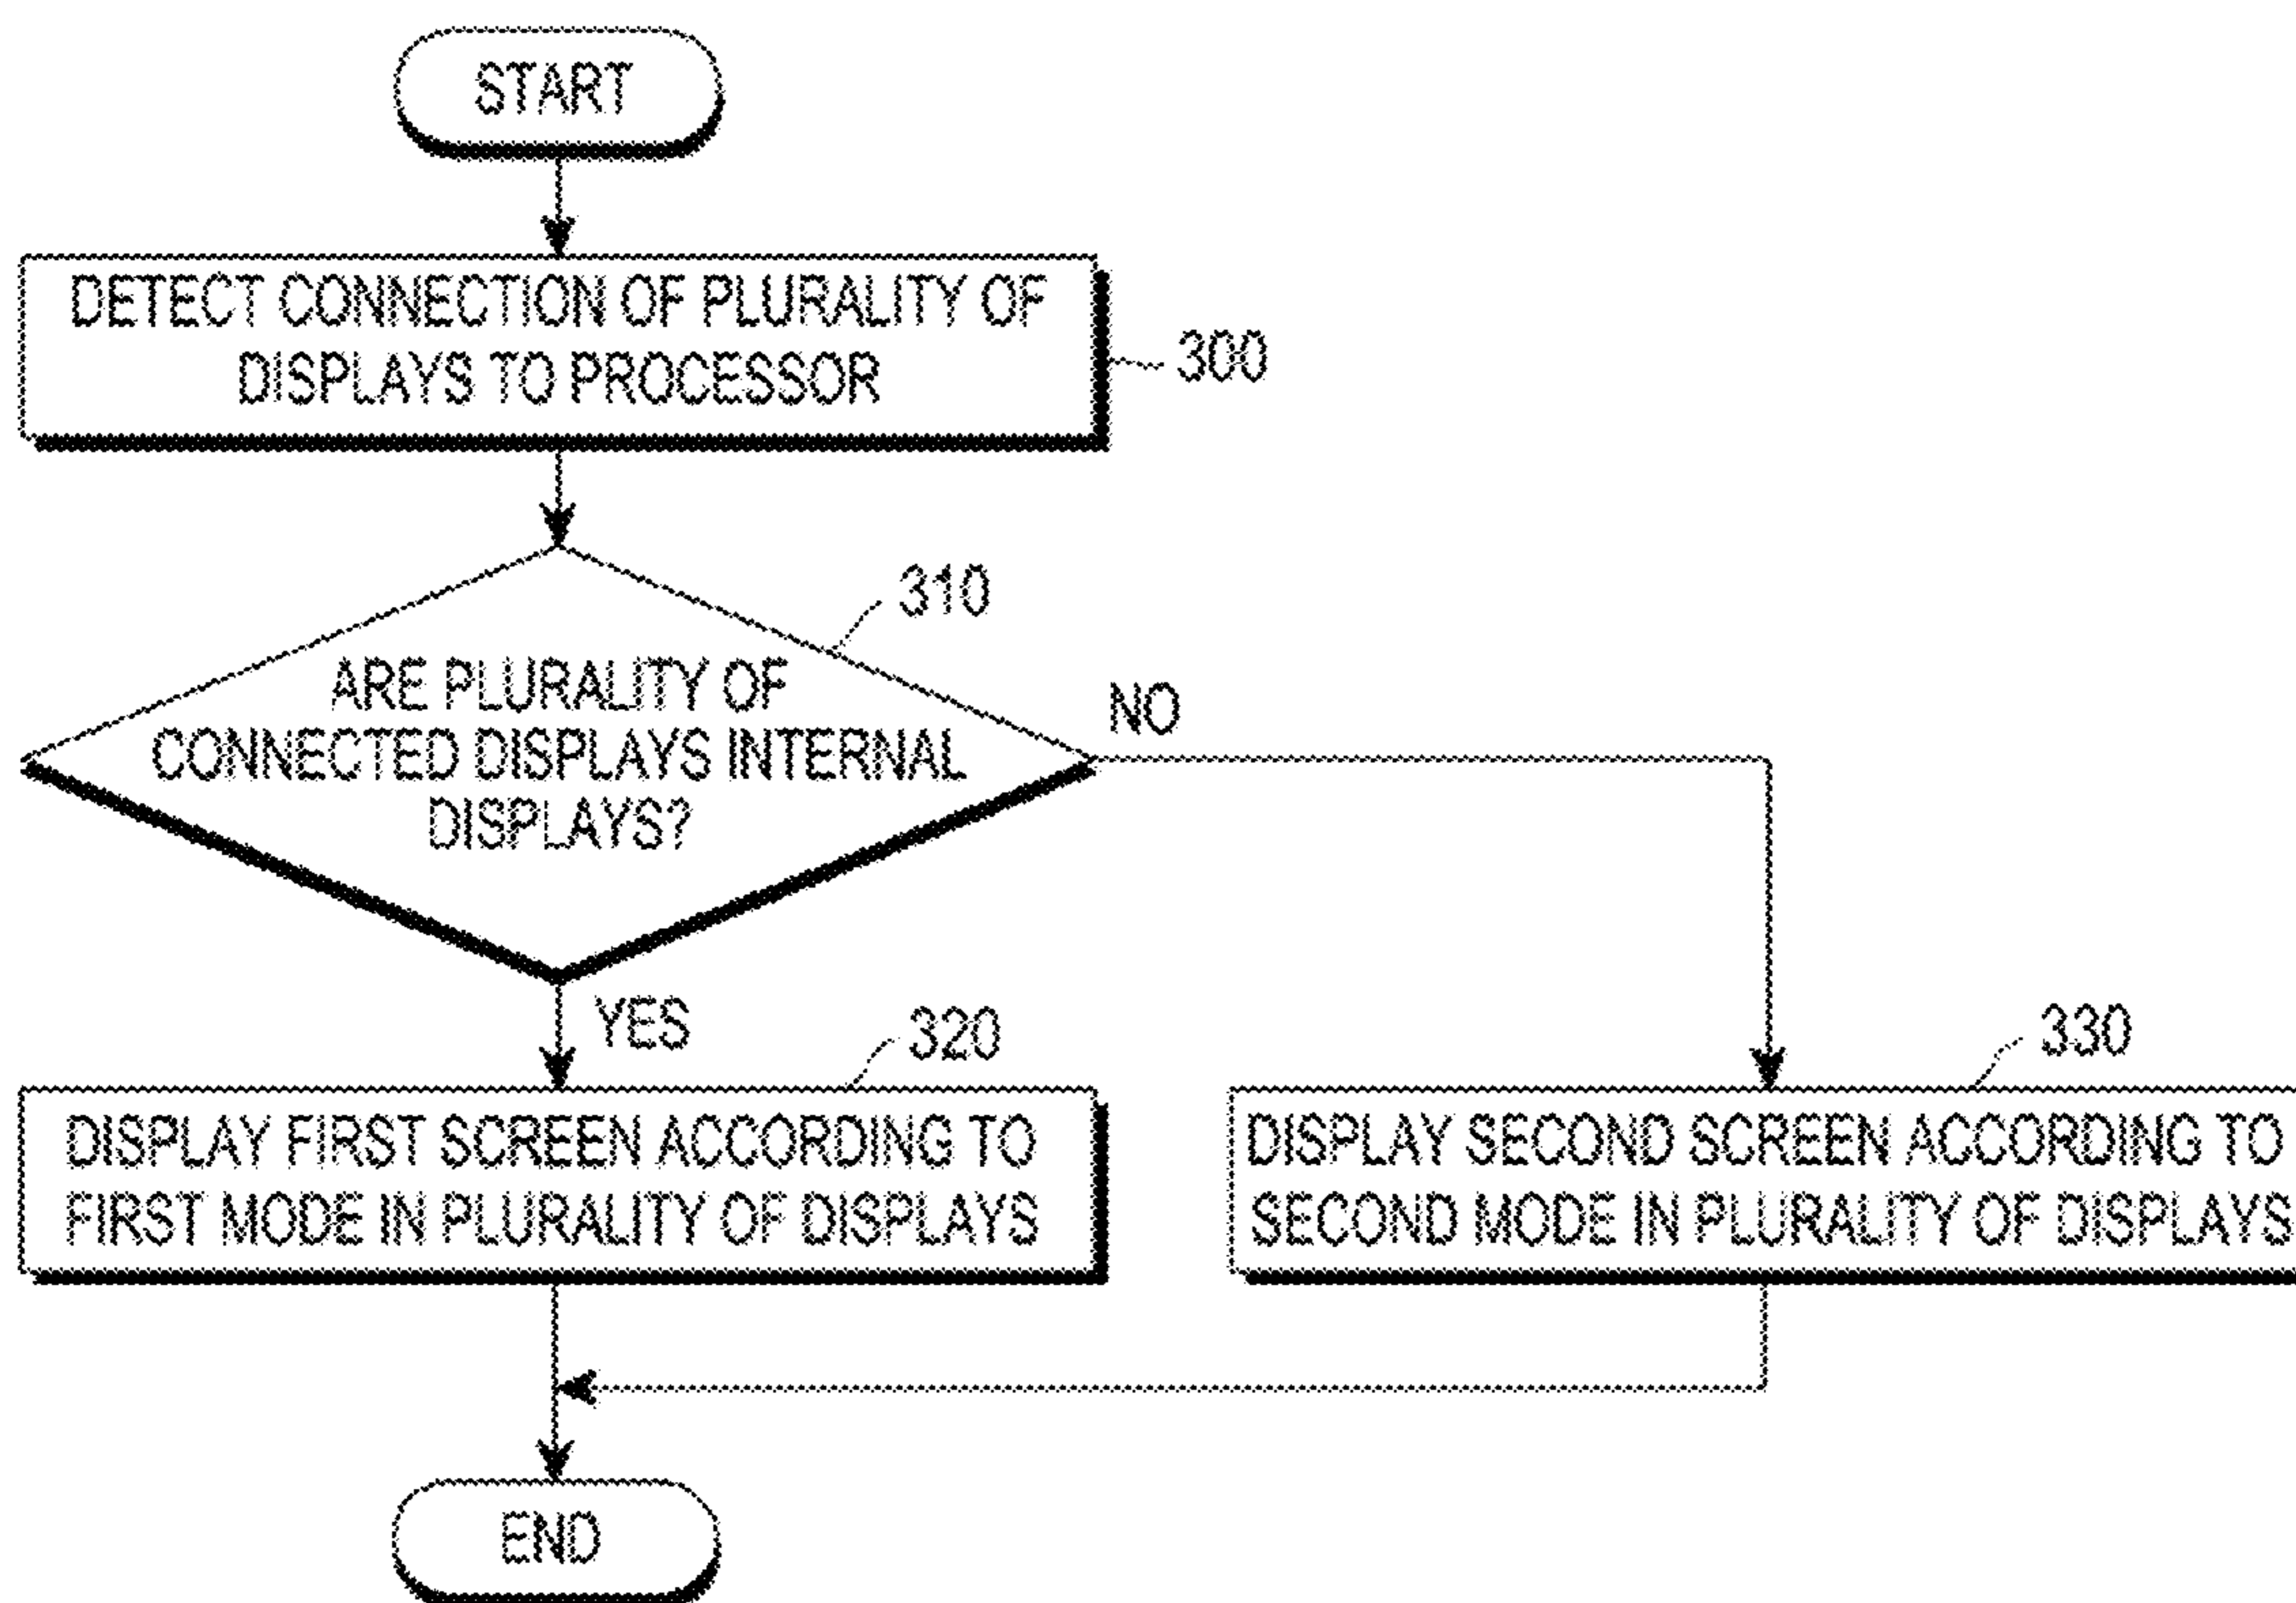 START
DETECT CONNECTION OF PLURALITY OF
DISPLAYS TO PROCESSOR
300
310
ARE PLURALITY OF
CONNECTED DISPLAYS INTERNAL
DISPLAYS?
NO
YES
320
DISPLAY FIRST SCREEN ACCORDING TO
FIRST MODE IN PLURALITY OF DISPLAYS
330
DISPLAY SECOND SCREEN ACCORDING TO
SECOND MODE IN PLURALITY OF DISPLAYS
END